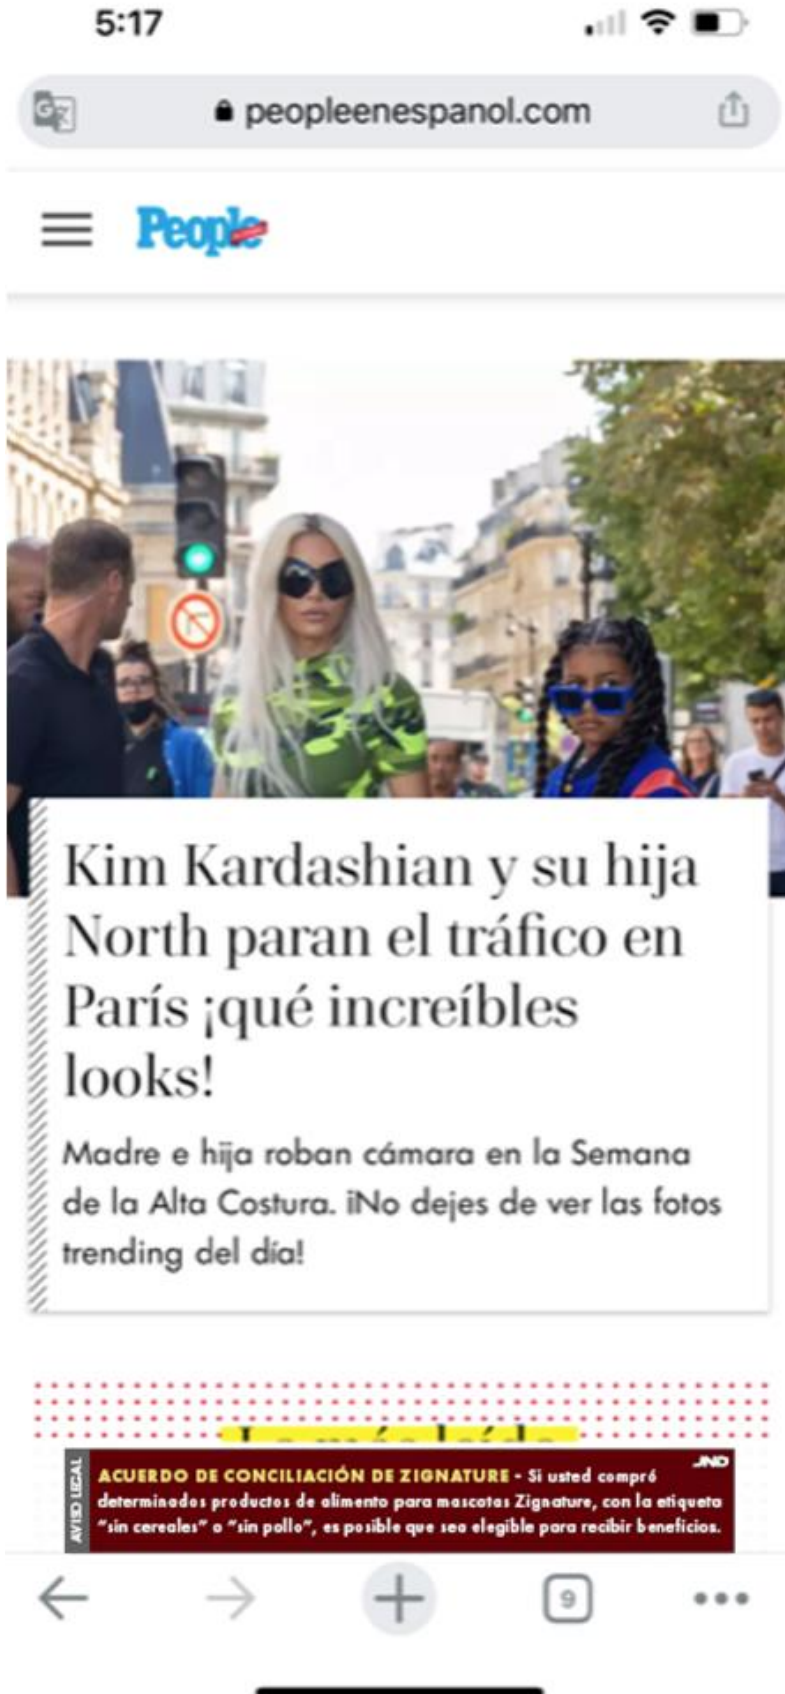 5:17
peopleenespanol.com
People
Kim Kardashian y su hija
North paran el tráfico en
París ¡qué increíbles
looks!
Madre e hija roban cámara en la Semana
de la Alta Costura. ¡No dejes de ver las fotos
trending del día!
Lo más leído
AVISO LEGAL
JND
ACUERDO DE CONCILIACIÓN DE ZIGNATURE - Si usted compró
determinados productos de alimento para mascotas Zignature, con la etiqueta
"sin cereales" o "sin pollo", es posible que sea elegible para recibir beneficios.
9